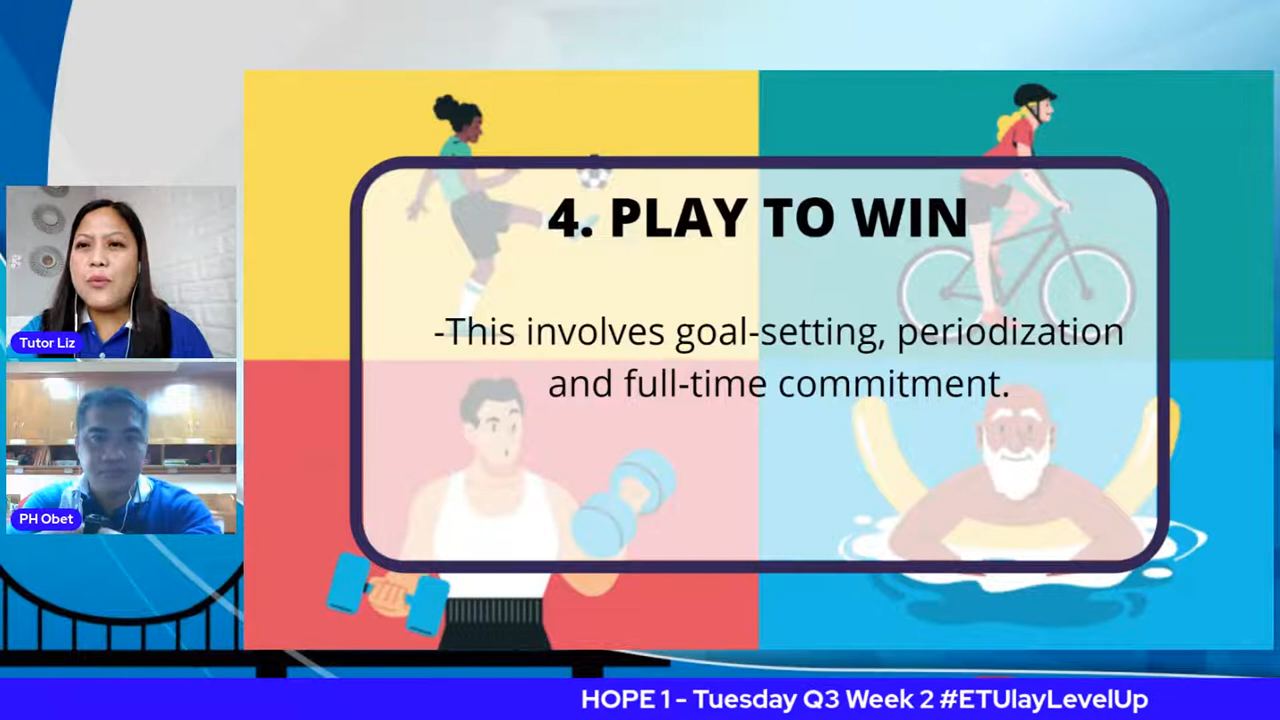 4. PLAY TO WIN
-This involves goal-setting, periodization
and full-time commitment.
Tutor Liz
PH Obet
HOPE 1 - Tuesday Q3 Week 2 #ETUlayLevelUp